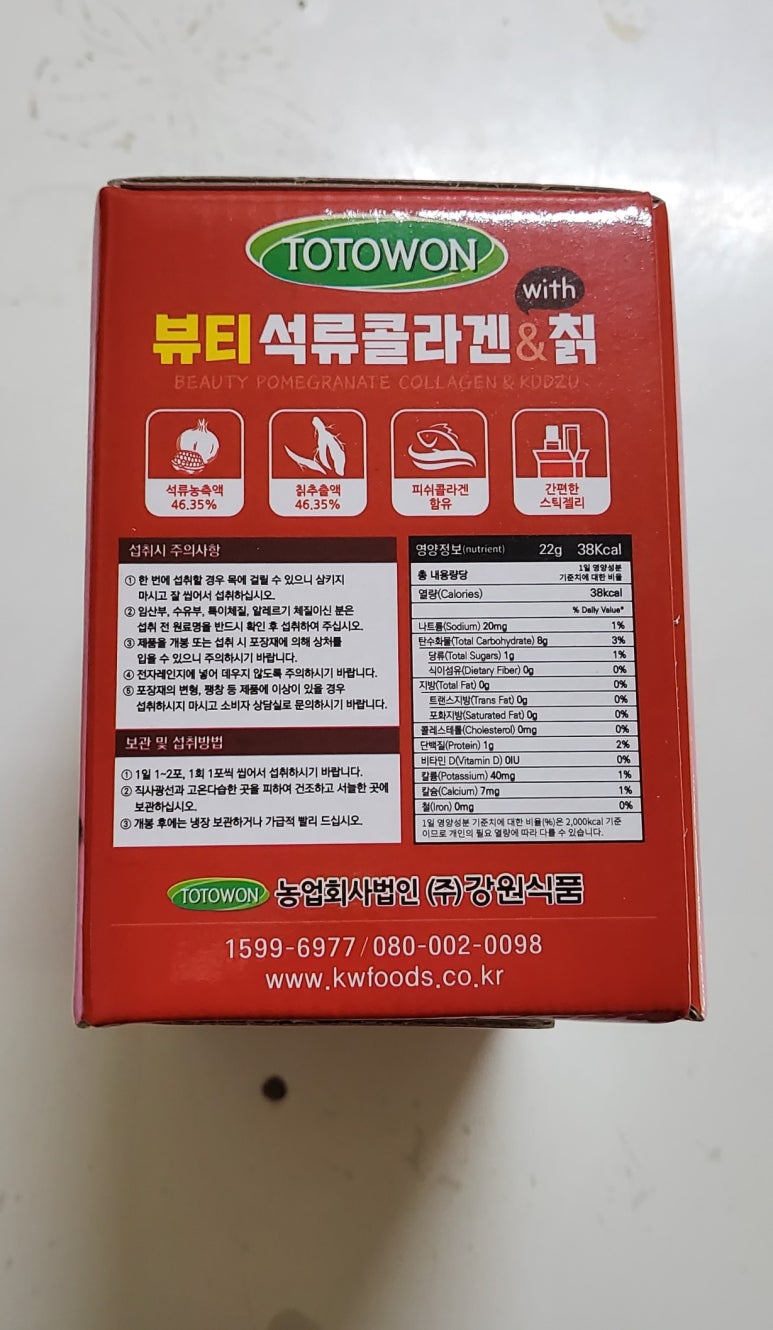 TOTOWON
with
뷰티 석류콜라겐&칡
BEAUTY POMEGRANATE COLLAGEN & KUDZU
석류농축액
46.35%
칡추출액
46.35%
피쉬콜라겐
함유
간편한
스틱젤리
섭취시 주의사항
① 한 번에 섭취할 경우 목에 걸릴 수 있으니 삼키지
마시고 잘 씹어서 섭취하십시오.
② 임산부, 수유부, 특이체질, 알레르기 체질이신 분은
섭취 전 원료명을 반드시 확인 후 섭취하여 주십시오.
③ 제품을 개봉 또는 섭취 시 포장재에 의해 상처를
입을 수 있으니 주의하시기 바랍니다.
④ 전자레인지에 넣어 데우지 않도록 주의하시기 바랍니다.
⑤ 포장재의 변형, 팽창 등 제품에 이상이 있을 경우
섭취하시지 마시고 소비자 상담실로 문의하시기 바랍니다.
보관 및 섭취방법
① 1일 1~2포, 1회 1포씩 씹어서 섭취하시기 바랍니다.
② 직사광선과 고온다습한 곳을 피하여 건조하고 서늘한 곳에
보관하십시오.
③ 개봉 후에는 냉장 보관하거나 가급적 빨리 드십시오.
영양정보(nutrient) 22g 38Kcal
총 내용량당 1일 영양성분
기준치에 대한 비율
열량(Calories) 38kcal
% Daily Value*
나트륨(Sodium) 20mg 1%
탄수화물(Total Carbohydrate) 8g 3%
당류(Total Sugars) 1g 1%
식이섬유(Dietary Fiber) 0g 0%
지방(Total Fat) 0g 0%
트랜스지방(Trans Fat) 0g 0%
포화지방(Saturated Fat) 0g 0%
콜레스테롤(Cholesterol) 0mg 0%
단백질(Protein) 1g 2%
비타민 D(Vitamin D) 0IU 0%
칼륨(Potassium) 40mg 1%
칼슘(Calcium) 7mg 1%
철(Iron) 0mg 0%
1일 영양성분 기준치에 대한 비율(%)은 2,000kcal 기준
이므로 개인의 필요 열량에 따라 다를 수 있습니다.
TOTOWON 농업회사법인 (주)강원식품
1599-6977/080-002-0098
www.kwfoods.co.kr